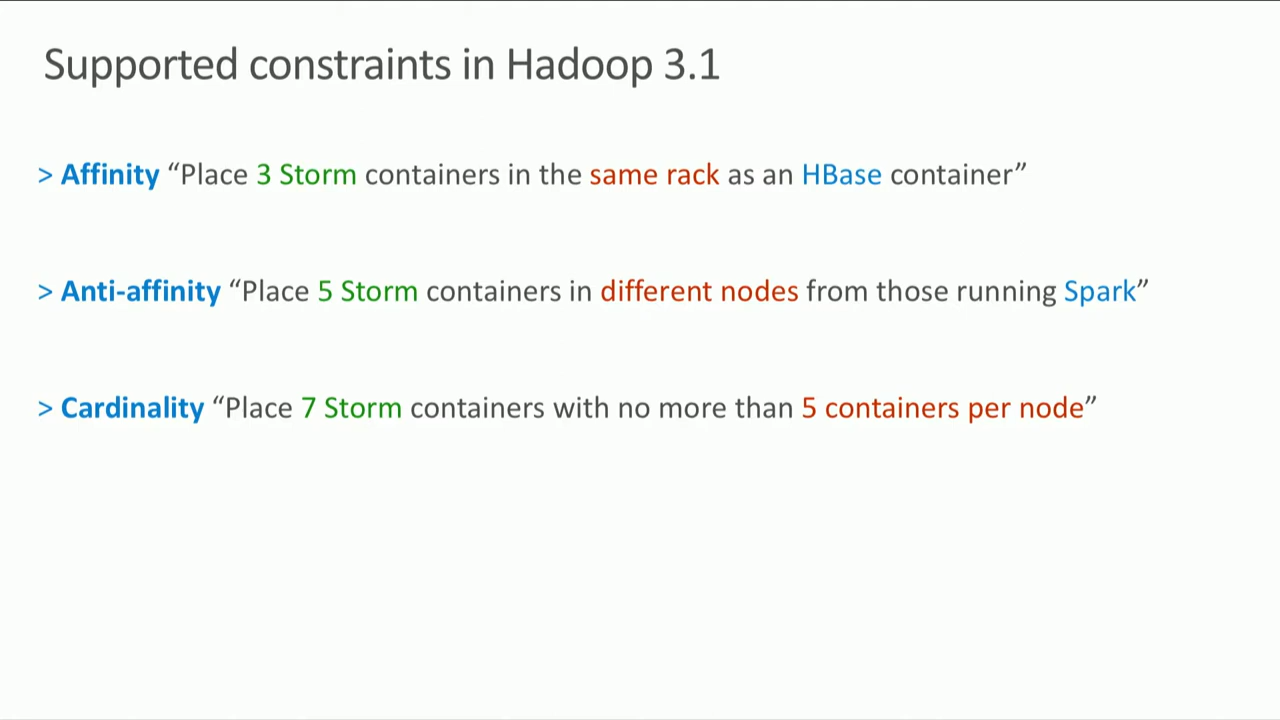 Supported constraints in Hadoop 3.1
> Affinity “Place 3 Storm containers in the same rack as an HBase container”
> Anti-affinity “Place 5 Storm containers in different nodes from those running Spark”
> Cardinality “Place 7 Storm containers with no more than 5 containers per node”